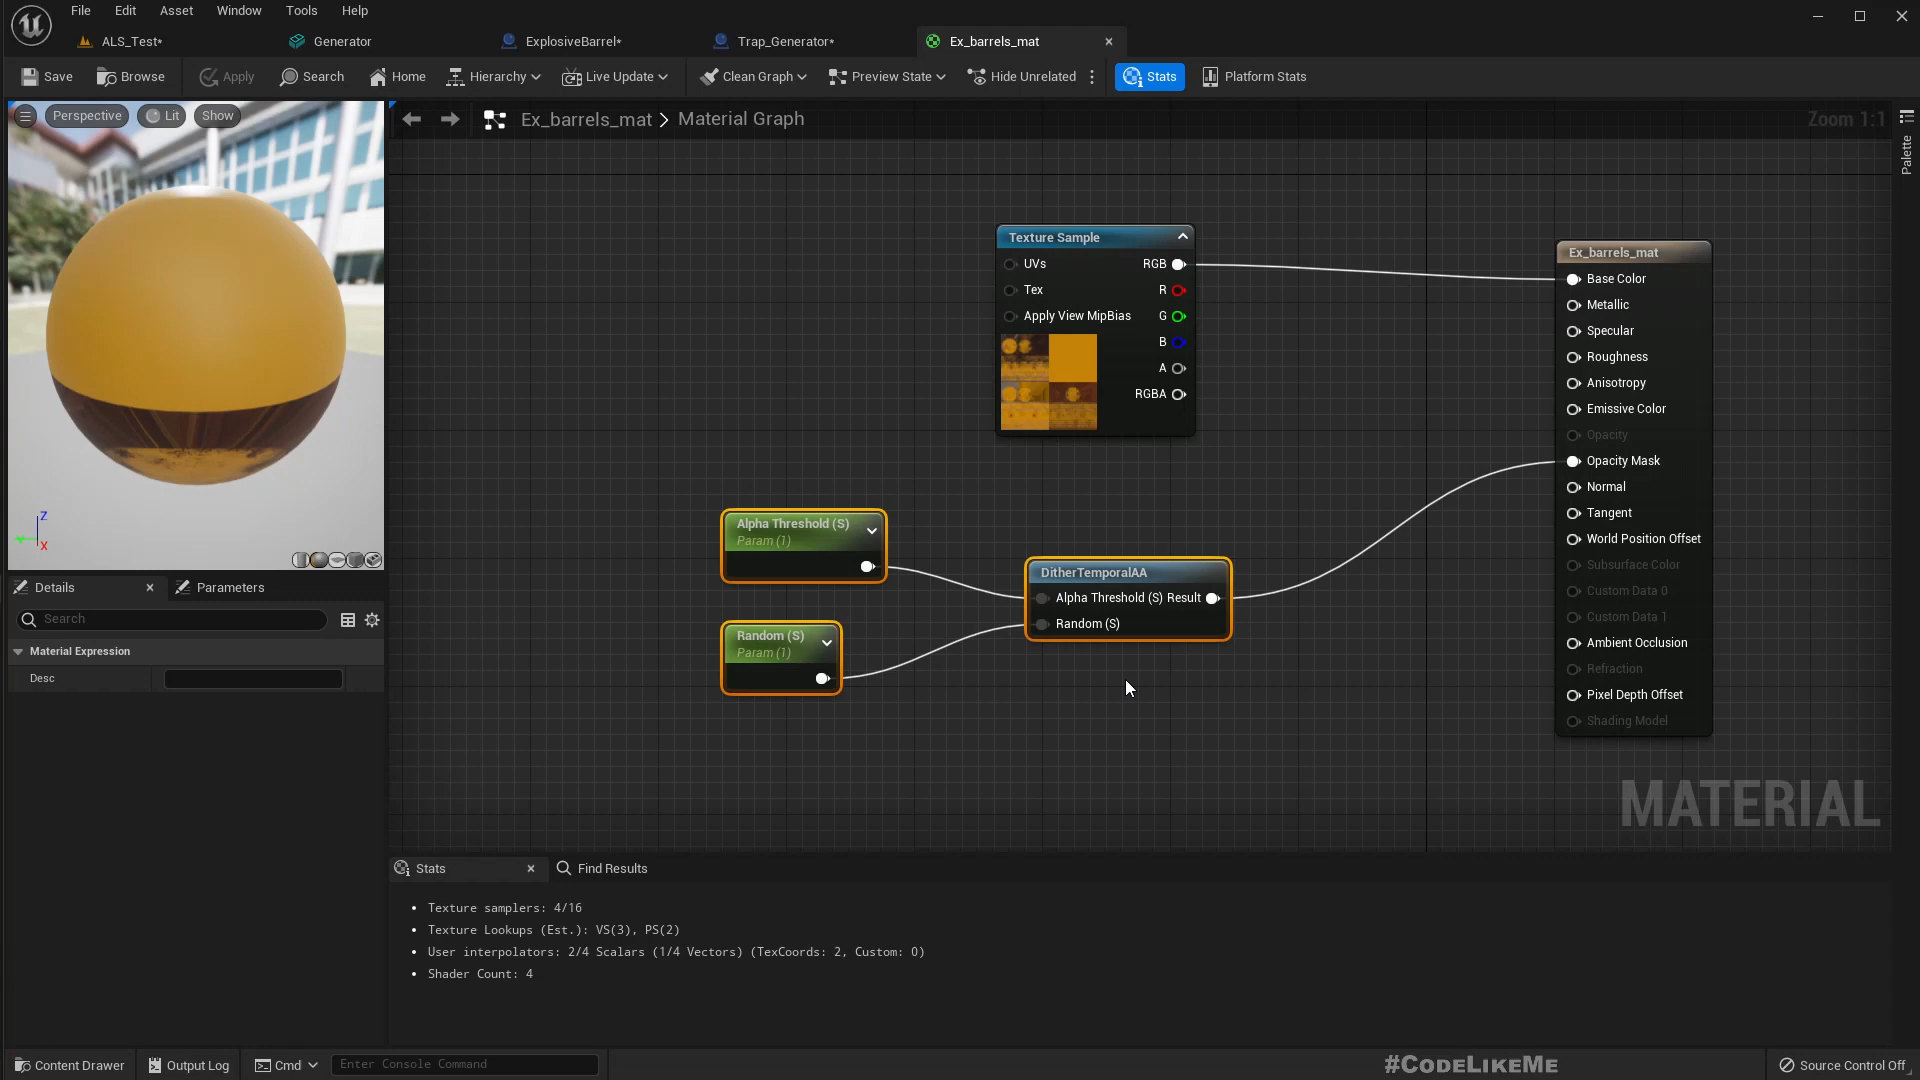 File Edit Asset Window Tools Help
ALS_Test* Generator ExplosiveBarrel* Trap_Generator* Ex_barrels_mat
Save Browse Apply Search Home Hierarchy Live Update Clean Graph Preview State Hide Unrelated Stats Platform Stats
Perspective Lit Show
Ex_barrels_mat > Material Graph
Zoom 1:1
Palette
Texture Sample
UVs RGB
Tex R
Apply View MipBias G
B
A
RGBA
Ex_barrels_mat
Base Color
Metallic
Specular
Roughness
Anisotropy
Emissive Color
Opacity
Opacity Mask
Normal
Tangent
World Position Offset
Subsurface Color
Custom Data 0
Custom Data 1
Ambient Occlusion
Refraction
Pixel Depth Offset
Shading Model
Alpha Threshold (S)
Param (1)
Random (S)
Param (1)
DitherTemporalAA
Alpha Threshold (S) Result
Random (S)
Z
Y
X
Details Parameters
Search
Material Expression
Desc
MATERIAL
Stats Find Results
• Texture samplers: 4/16
• Texture Lookups (Est.): VS(3), PS(2)
• User interpolators: 2/4 Scalars (1/4 Vectors) (TexCoords: 2, Custom: 0)
• Shader Count: 4
Content Drawer Output Log Cmd Enter Console Command
#CodeLikeMe
Source Control Off